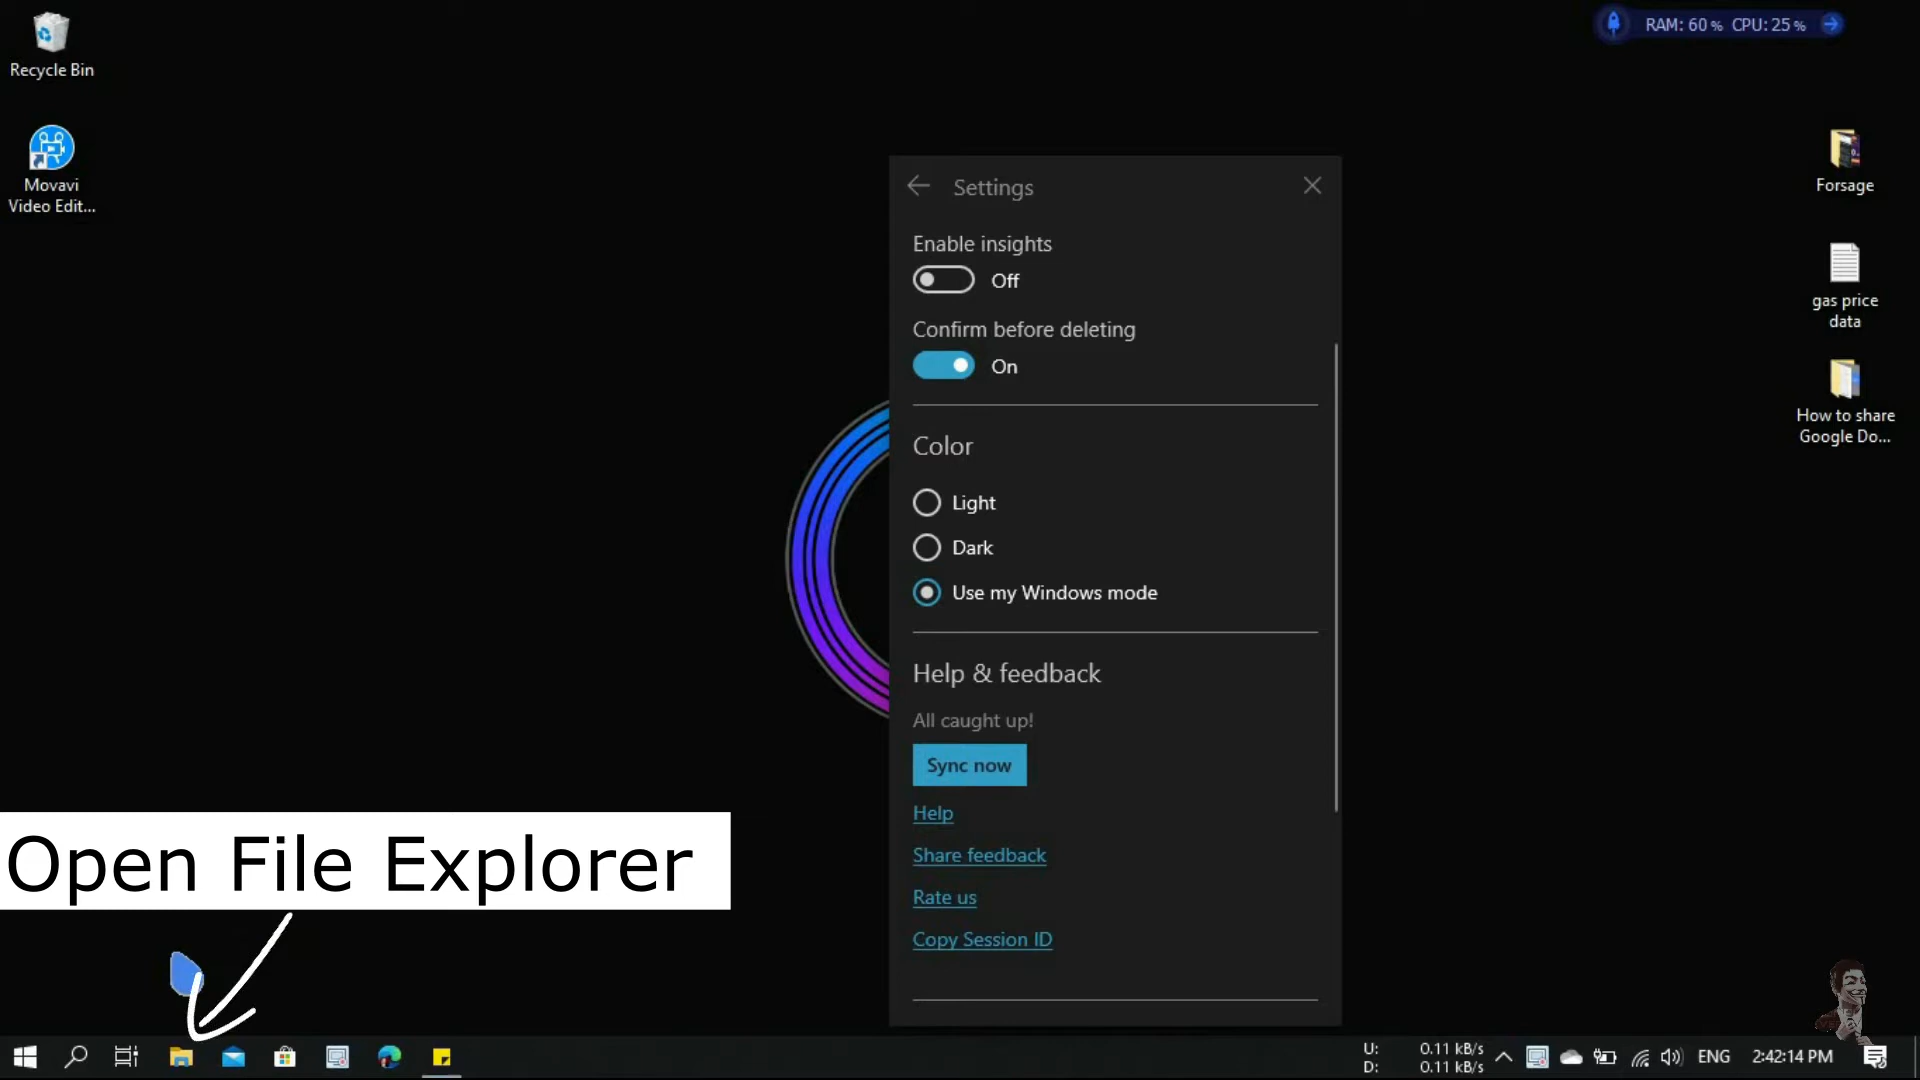 Recycle Bin
Movavi
Video Edit...
RAM: 60 % CPU: 25 %
Forsage
gas price
data
How to share
Google Do...
Settings
Enable insights
Off
Confirm before deleting
On
Color
Light
Dark
Use my Windows mode
Help & feedback
All caught up!
Sync now
Help
Share feedback
Rate us
Copy Session ID
Open File Explorer
U: 0.11 kB/s
D: 0.11 kB/s
ENG
2:42:14 PM